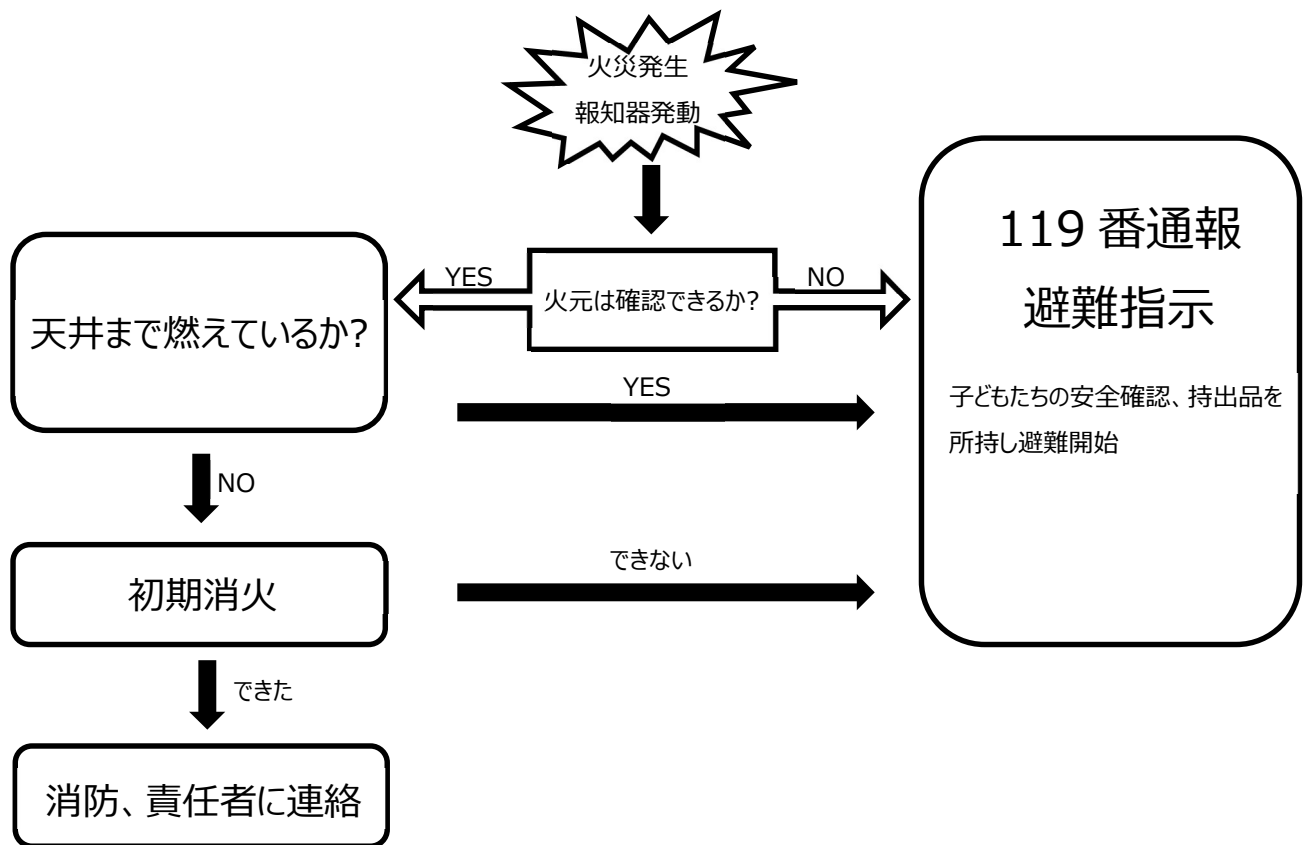 火災発生
報知器発動
火元は確認できるか?
YES
NO
119 番通報
避難指示
子どもたちの安全確認、持出品を
所持し避難開始
天井まで燃えているか?
YES
NO
初期消火
できない
できた
消防、責任者に連絡